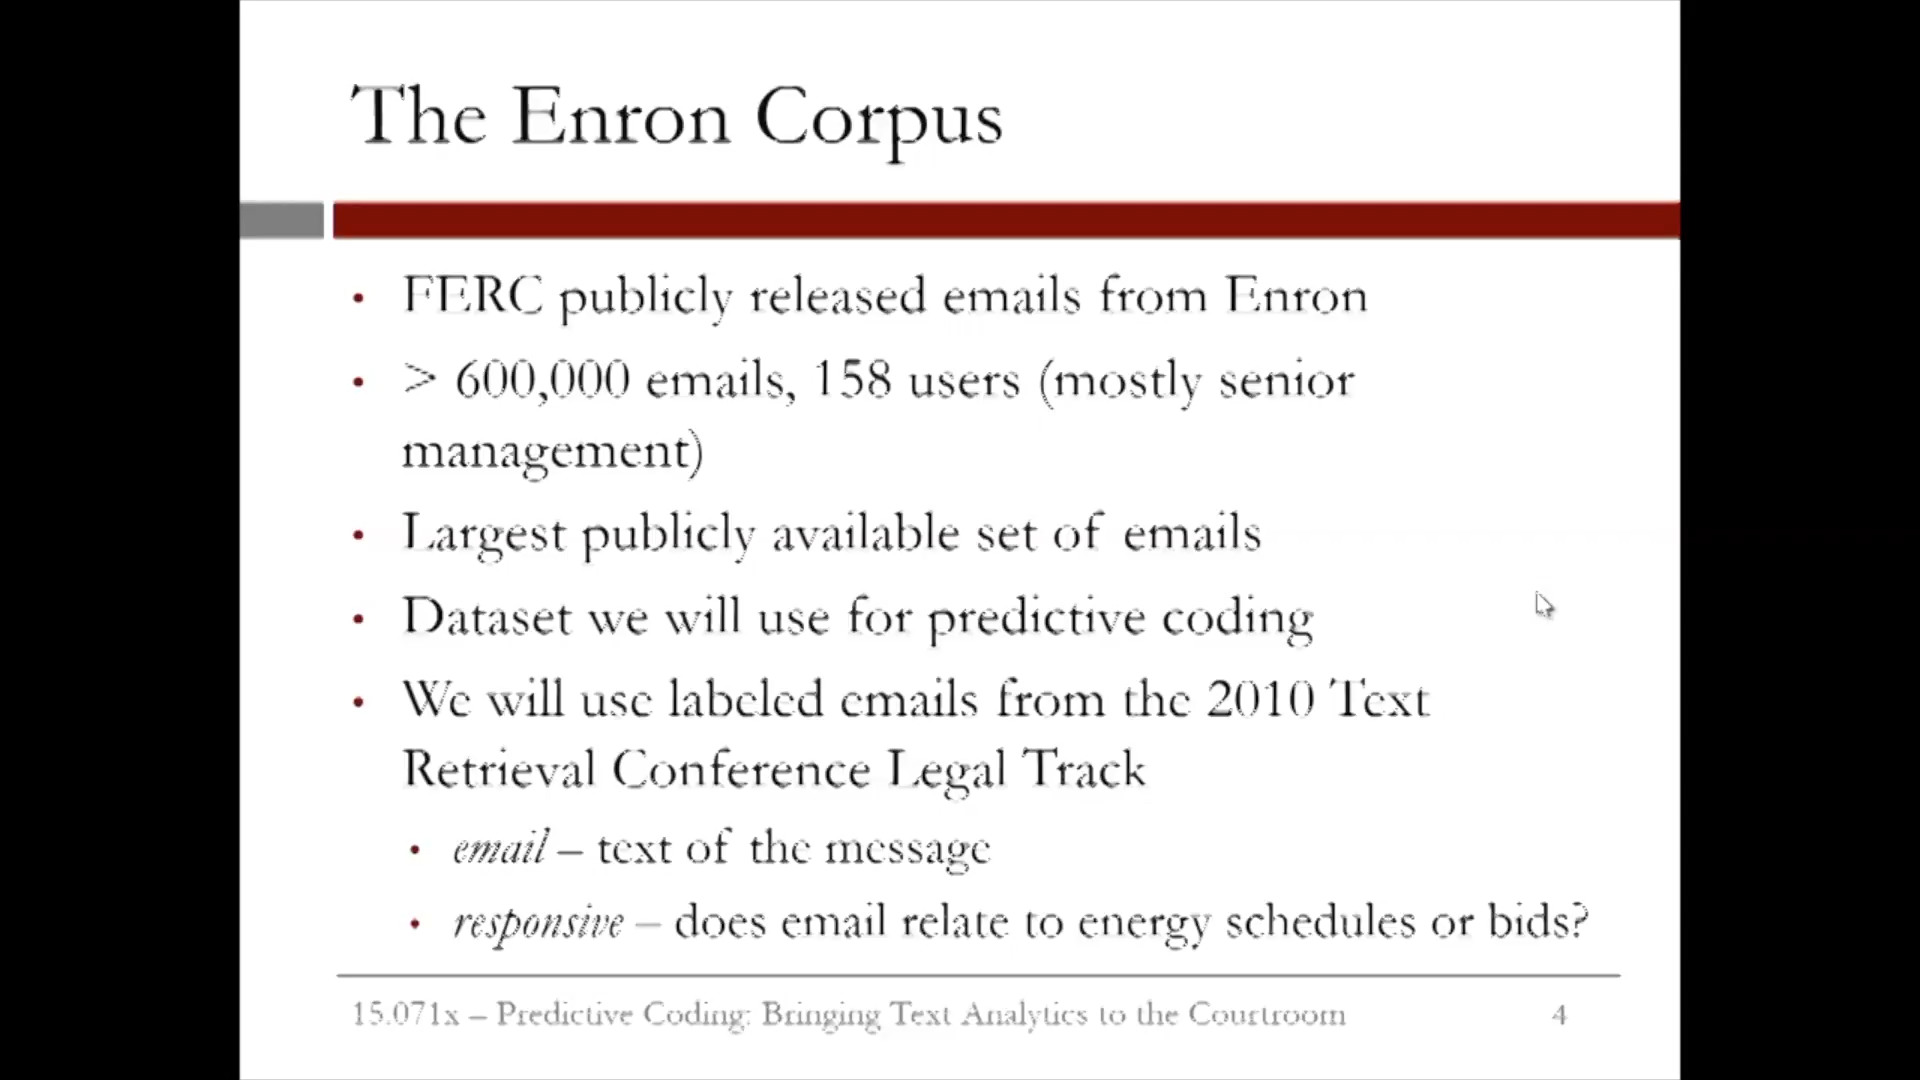 The Enron Corpus
• FERC publicly released emails from Enron
• > 600,000 emails, 158 users (mostly senior
management)
• Largest publicly available set of emails
• Dataset we will use for predictive coding
• We will use labeled emails from the 2010 Text
Retrieval Conference Legal Track
• email – text of the message
• responsive – does email relate to energy schedules or bids?
15.071x – Predictive Coding: Bringing Text Analytics to the Courtroom 4